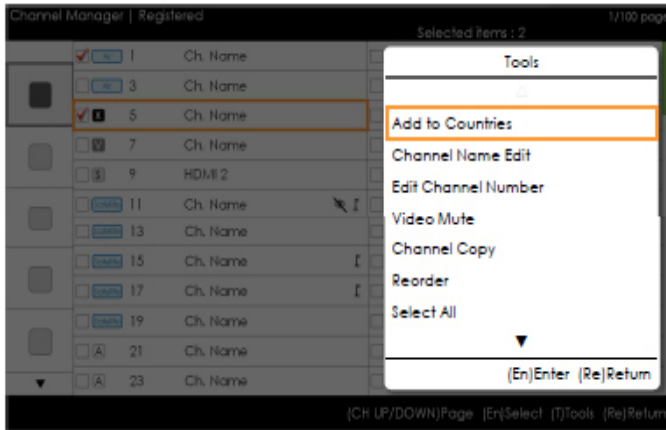 Channel Manager | Registered
1/100 page
Selected items : 2
1 Ch. Name
3 Ch. Name
5 Ch. Name
7 Ch. Name
9 HDMI 2
11 Ch. Name
13 Ch. Name
15 Ch. Name
17 Ch. Name
19 Ch. Name
A 21 Ch. Name
A 23 Ch. Name
Tools
Add to Countries
Channel Name Edit
Edit Channel Number
Video Mute
Channel Copy
Reorder
Select All
(En)Enter (Re)Return
(CH UP/DOWN)Page (En)Select (T)Tools (Re)Return